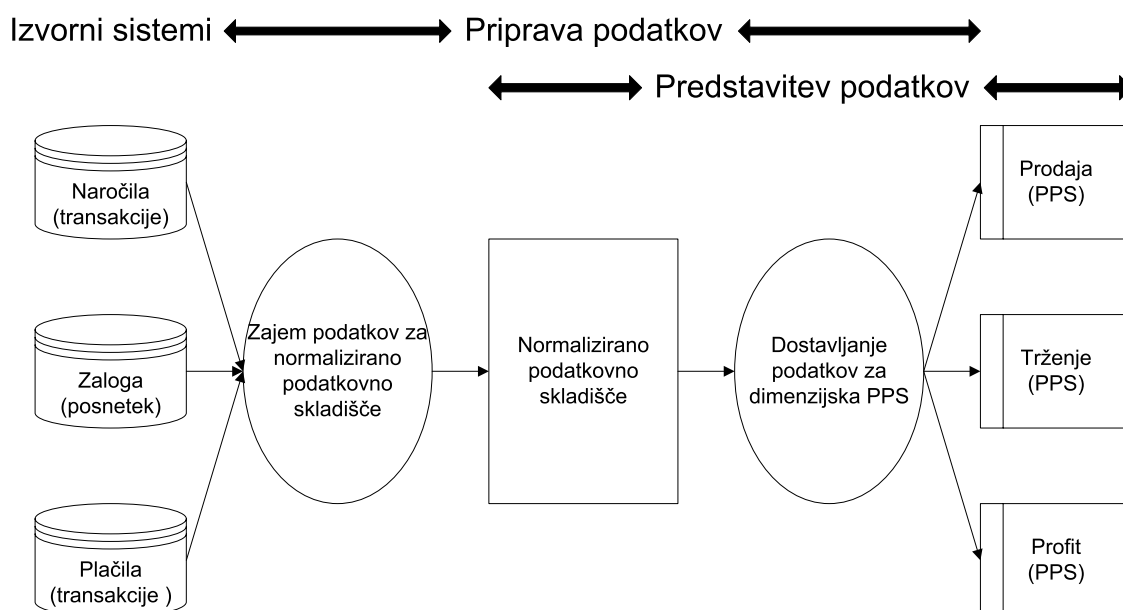 Izvorni sistemi
Priprava podatkov
Predstavitev podatkov
Naročila
(transakcije)
Zaloga
(posnetek)
Plačila
(transakcije )
Zajem podatkov za
normalizirano
podatkovno
skladišče
Normalizirano
podatkovno
skladišče
Dostavljanje
podatkov za
dimenzijska PPS
Prodaja
(PPS)
Trženje
(PPS)
Profit
(PPS)